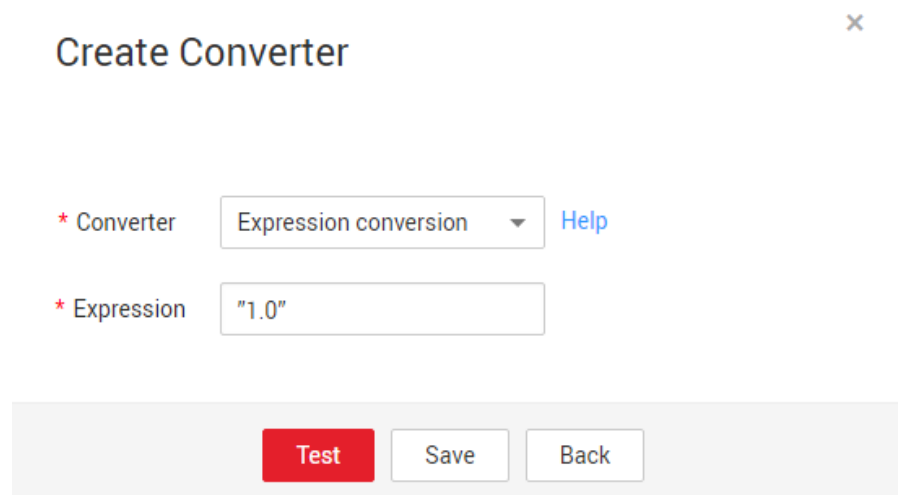 Create Converter
* Converter Expression conversion Help
* Expression "1.0"
Test Save Back